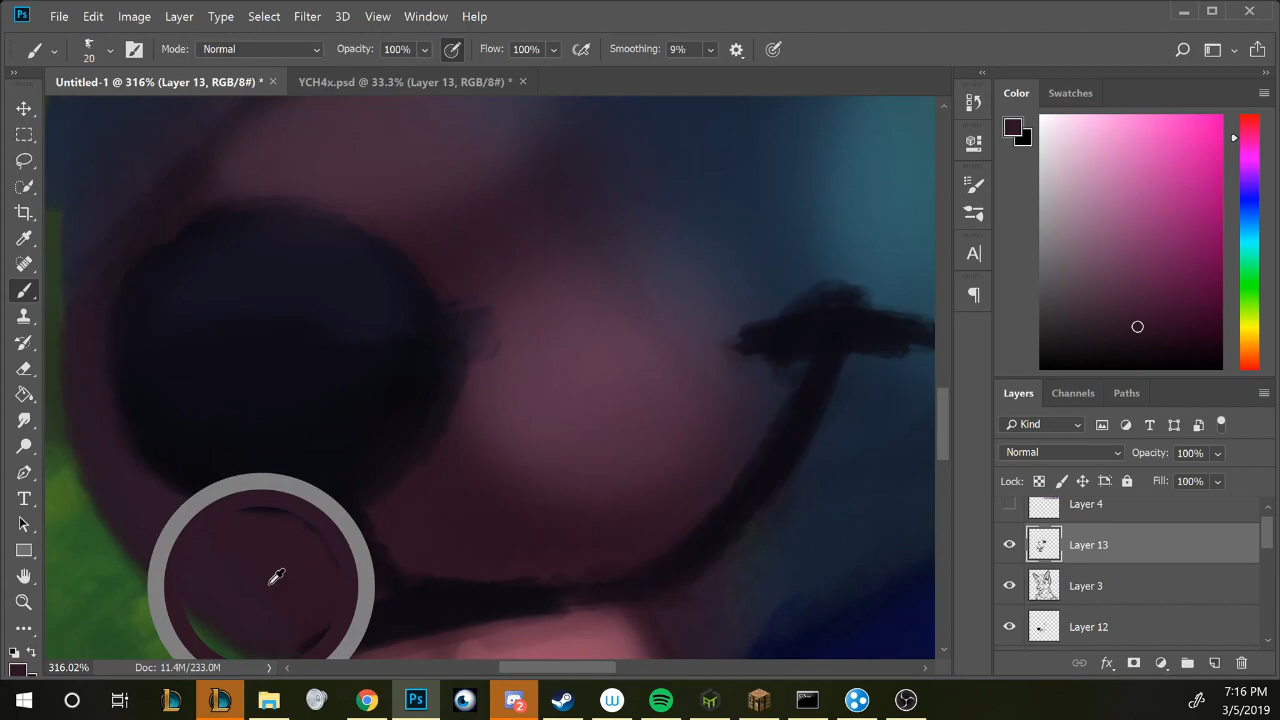 Ps File Edit Image Layer Type Select Filter 3D View Window Help
20 Mode: Normal Opacity: 100% Flow: 100% Smoothing: 9%
Untitled-1 @ 316% (Layer 13, RGB/8#) * YCH4x.psd @ 33.3% (Layer 13, RGB/8#) *
Color Swatches
Layers Channels Paths
Kind
Normal Opacity: 100%
Lock: Fill: 100%
Layer 4
Layer 13
Layer 3
Layer 12
316.02% Doc: 11.4M/233.0M
7:16 PM
3/5/2019